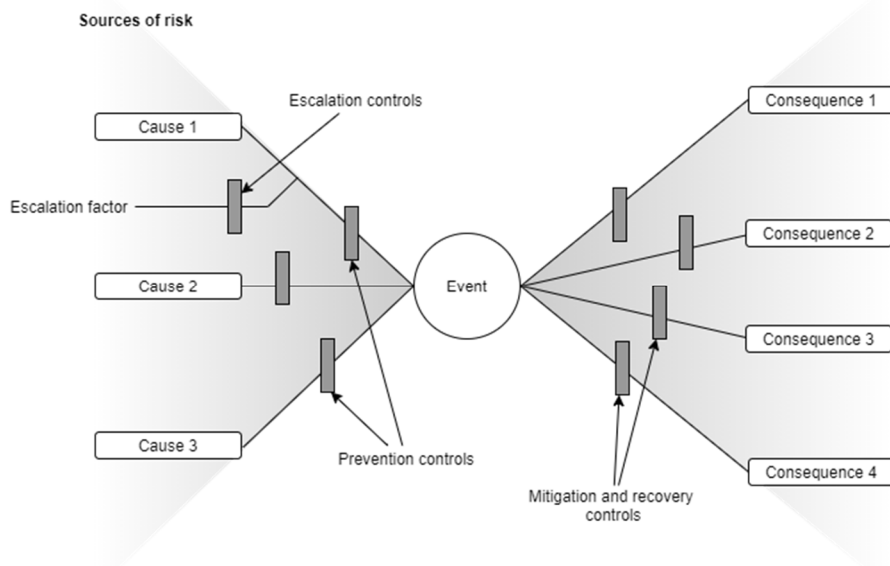 Sources of risk
Escalation controls
Cause 1
Consequence 1
Escalation factor
Consequence 2
Cause 2
Event
Consequence 3
Cause 3
Prevention controls
Consequence 4
Mitigation and recovery
controls